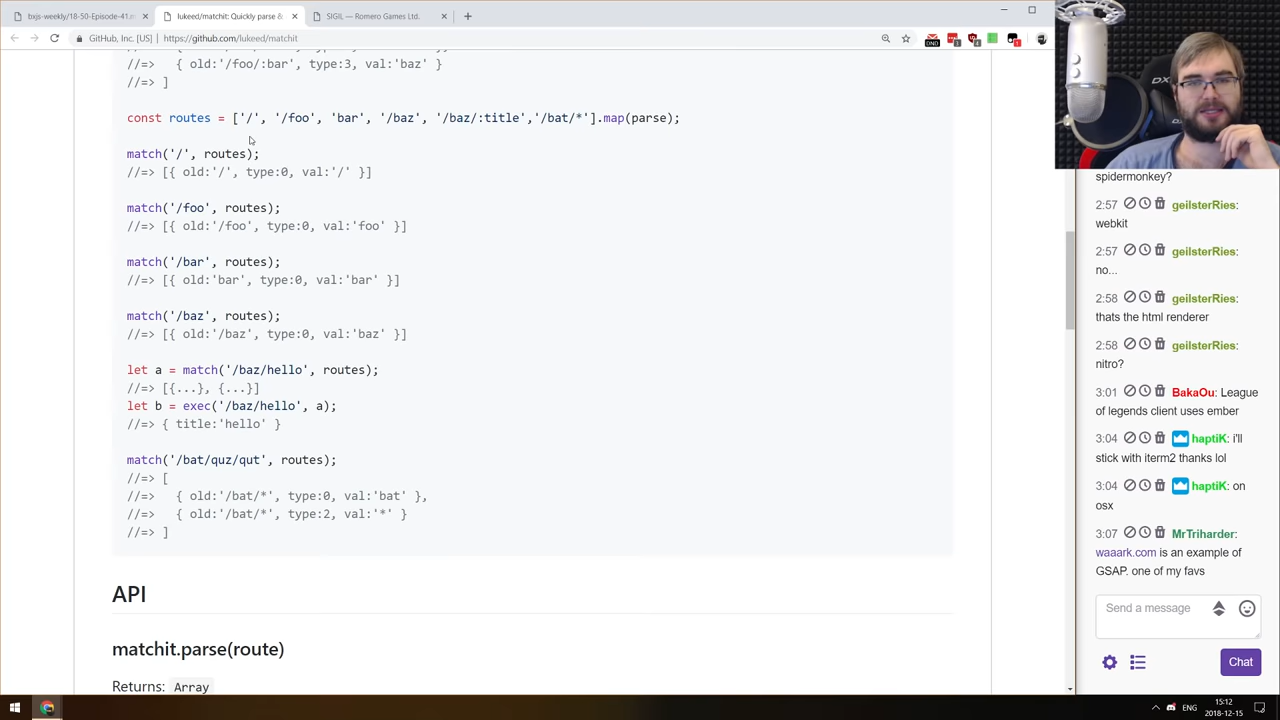 bxjs-weekly/18-50-Episode-41.m
lukeed/matchit: Quickly parse &
SIGIL — Romero Games Ltd.
GitHub, Inc. [US]
https://github.com/lukeed/matchit
//=>   { old:'/foo/:bar', type:3, val:'baz' }
//=> ]
const routes = ['/', '/foo', 'bar', '/baz', '/baz/:title','/bat/*'].map(parse);
match('/', routes);
//=> [{ old:'/', type:0, val:'/' }]
match('/foo', routes);
//=> [{ old:'/foo', type:0, val:'foo' }]
match('/bar', routes);
//=> [{ old:'bar', type:0, val:'bar' }]
match('/baz', routes);
//=> [{ old:'/baz', type:0, val:'baz' }]
let a = match('/baz/hello', routes);
//=> [{...}, {...}]
let b = exec('/baz/hello', a);
//=> { title:'hello' }
match('/bat/quz/qut', routes);
//=> [
//=>   { old:'/bat/*', type:0, val:'bat' },
//=>   { old:'/bat/*', type:2, val:'*' }
//=> ]
API
matchit.parse(route)
Returns: Array
spidermonkey?
2:57 geilsterRies:
webkit
2:57 geilsterRies:
no...
2:58 geilsterRies:
thats the html renderer
2:58 geilsterRies:
nitro?
3:01 BakaOu: League
of legends client uses ember
3:04 haptiK: i'll
stick with iterm2 thanks lol
3:04 haptiK: on
osx
3:07 MrTriharder:
waaark.com is an example of
GSAP. one of my favs
Send a message
Chat
ENG
15:12
2018-12-15